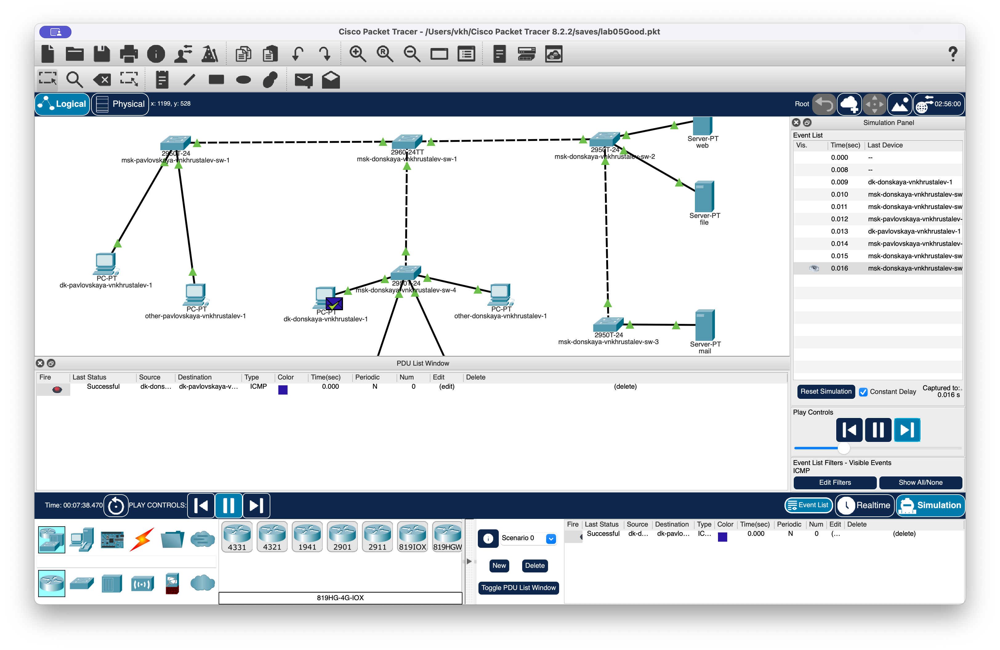 Cisco Packet Tracer - /Users/vkh/Cisco Packet Tracer 8.2.2/saves/lab05Good.pkt
Logical
Physical
x: 1199, y: 528
Root
02:56:00
2950T-24
msk-pavlovskaya-vnkhrustalev-sw-1
2960-24TT
msk-donskaya-vnkhrustalev-sw-1
2950T-24
msk-donskaya-vnkhrustalev-sw-2
Server-PT
web
Server-PT
file
PC-PT
dk-pavlovskaya-vnkhrustalev-1
PC-PT
other-pavlovskaya-vnkhrustalev-1
2950T-24
msk-donskaya-vnkhrustalev-sw-4
PC-PT
dk-donskaya-vnkhrustalev-1
PC-PT
other-donskaya-vnkhrustalev-1
2950T-24
msk-donskaya-vnkhrustalev-sw-3
Server-PT
mail
Simulation Panel
Event List
Vis. Time(sec) Last Device
0.000 --
0.008 --
0.009 dk-donskaya-vnkhrustalev-1
0.010 msk-donskaya-vnkhrustalev-sw
0.011 msk-donskaya-vnkhrustalev-sw
0.012 msk-pavlovskaya-vnkhrustalev-
0.013 dk-pavlovskaya-vnkhrustalev-1
0.014 msk-pavlovskaya-vnkhrustalev-
0.015 msk-donskaya-vnkhrustalev-sw
0.016 msk-donskaya-vnkhrustalev-sw
Reset Simulation
Constant Delay
Captured to:
0.016 s
Play Controls
Event List Filters - Visible Events
ICMP
Edit Filters
Show All/None
PDU List Window
Fire Last Status Source Destination Type Color Time(sec) Periodic Num Edit Delete
Successful dk-dons... dk-pavlovskaya-v... ICMP 0.000 N 0 (edit) (delete)
Time: 00:07:38.470
PLAY CONTROLS:
Event List
Realtime
Simulation
4331
4321
1941
2901
2911
819IOX
819HGW
819HG-4G-IOX
Scenario 0
New
Delete
Toggle PDU List Window
Fire Last Status Source Destination Type Color Time(sec) Periodic Num Edit Delete
Successful dk-d... dk-pavlo... IC... 0.000 N 0 (... (delete)